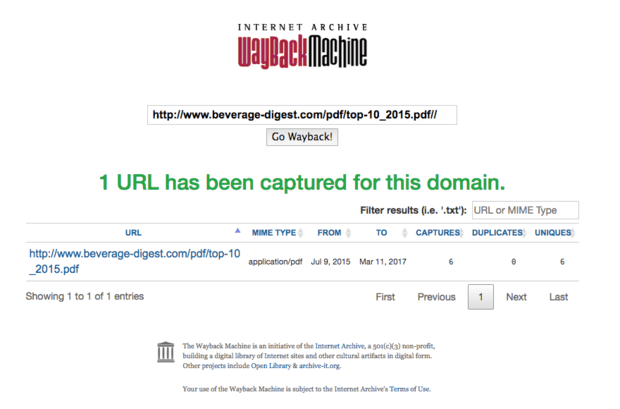 INTERNET ARCHIVE
WayBackMachine
http://www.beverage-digest.com/pdf/top-10_2015.pdf//
Go Wayback!
1 URL has been captured for this domain.
Filter results (i.e. '.txt'): URL or MIME Type
URL MIME TYPE FROM TO CAPTURES DUPLICATES UNIQUES
http://www.beverage-digest.com/pdf/top-10
_2015.pdf
application/pdf Jul 9, 2015 Mar 11, 2017 6 0 6
Showing 1 to 1 of 1 entries First Previous 1 Next Last
The Wayback Machine is an initiative of the Internet Archive, a 501(c)(3) non-profit,
building a digital library of Internet sites and other cultural artifacts in digital form.
Other projects include Open Library & archive-it.org.
Your use of the Wayback Machine is subject to the Internet Archive's Terms of Use.